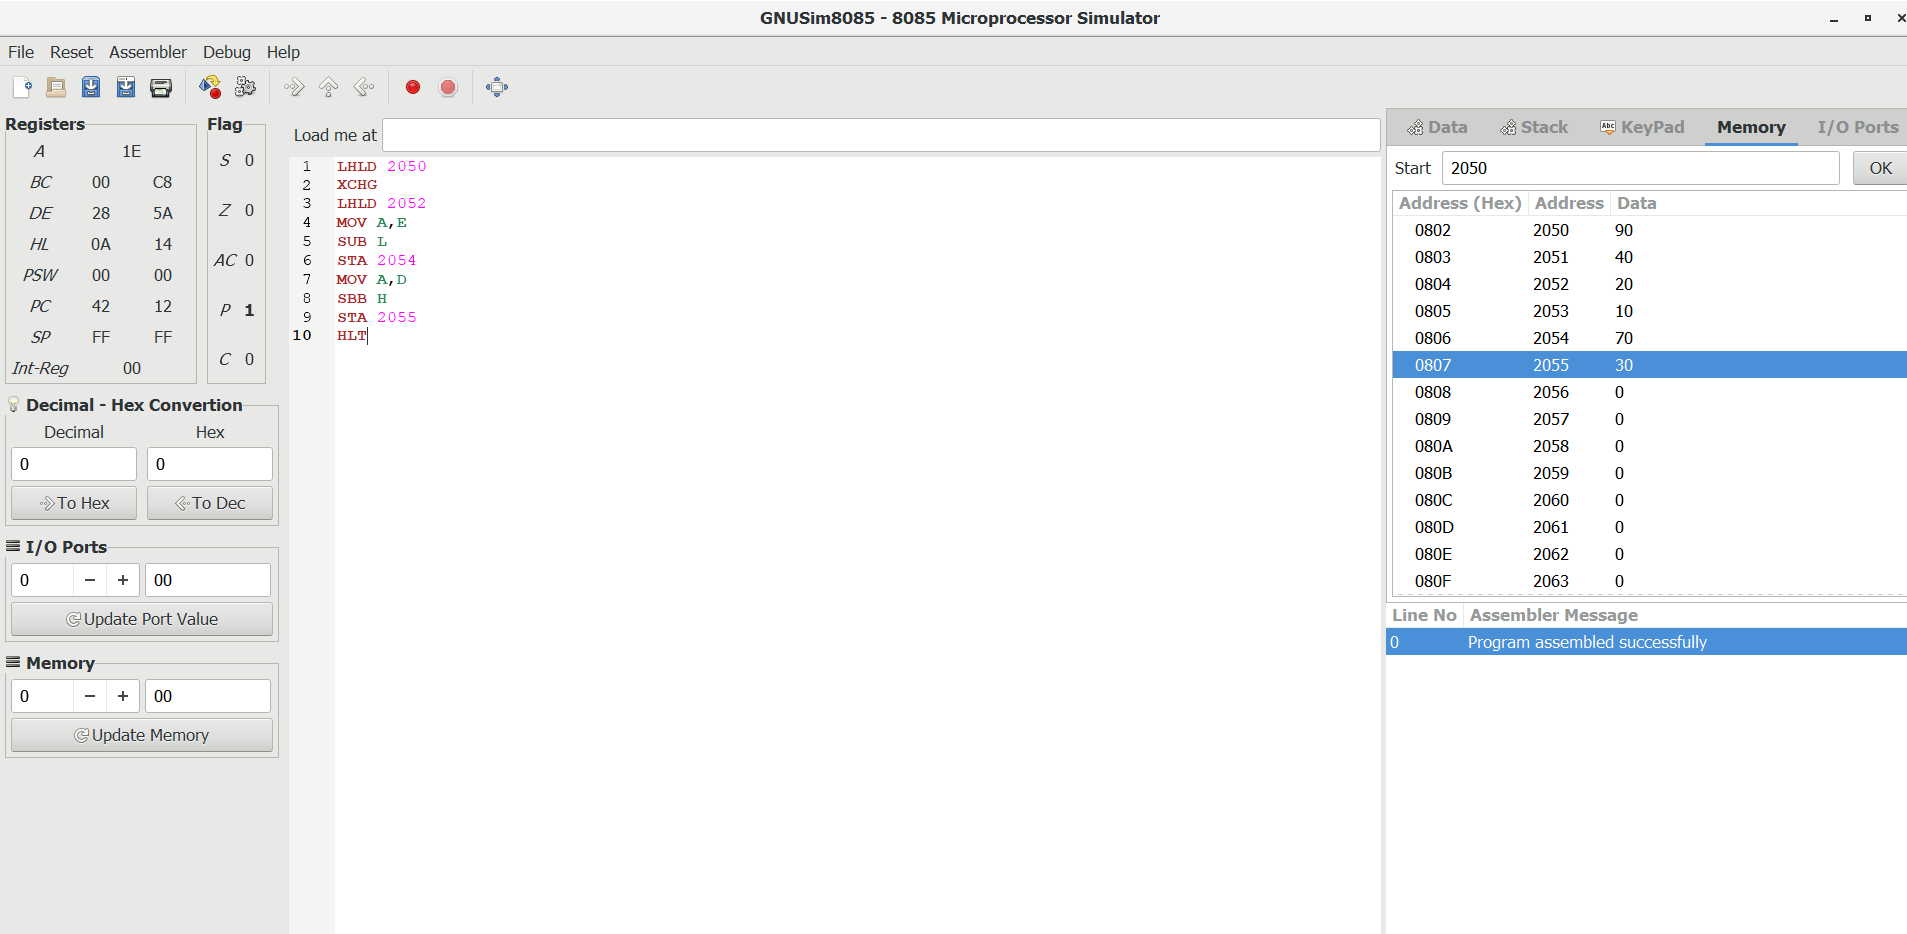 GNUSim8085 - 8085 Microprocessor Simulator
File Reset Assembler Debug Help
Registers
A 1E
BC 00 C8
DE 28 5A
HL 0A 14
PSW 00 00
PC 42 12
SP FF FF
Int-Reg 00
Flag
S 0
Z 0
AC 0
P 1
C 0
Decimal - Hex Convertion
Decimal Hex
0 0
To Hex To Dec
I/O Ports
0 − + 00
Update Port Value
Memory
0 − + 00
Update Memory
Load me at
1 LHLD 2050
2 XCHG
3 LHLD 2052
4 MOV A,E
5 SUB L
6 STA 2054
7 MOV A,D
8 SBB H
9 STA 2055
10 HLT
Data Stack Abc KeyPad Memory I/O Ports
Start 2050 OK
Address (Hex) Address Data
0802 2050 90
0803 2051 40
0804 2052 20
0805 2053 10
0806 2054 70
0807 2055 30
0808 2056 0
0809 2057 0
080A 2058 0
080B 2059 0
080C 2060 0
080D 2061 0
080E 2062 0
080F 2063 0
Line No Assembler Message
0 Program assembled successfully